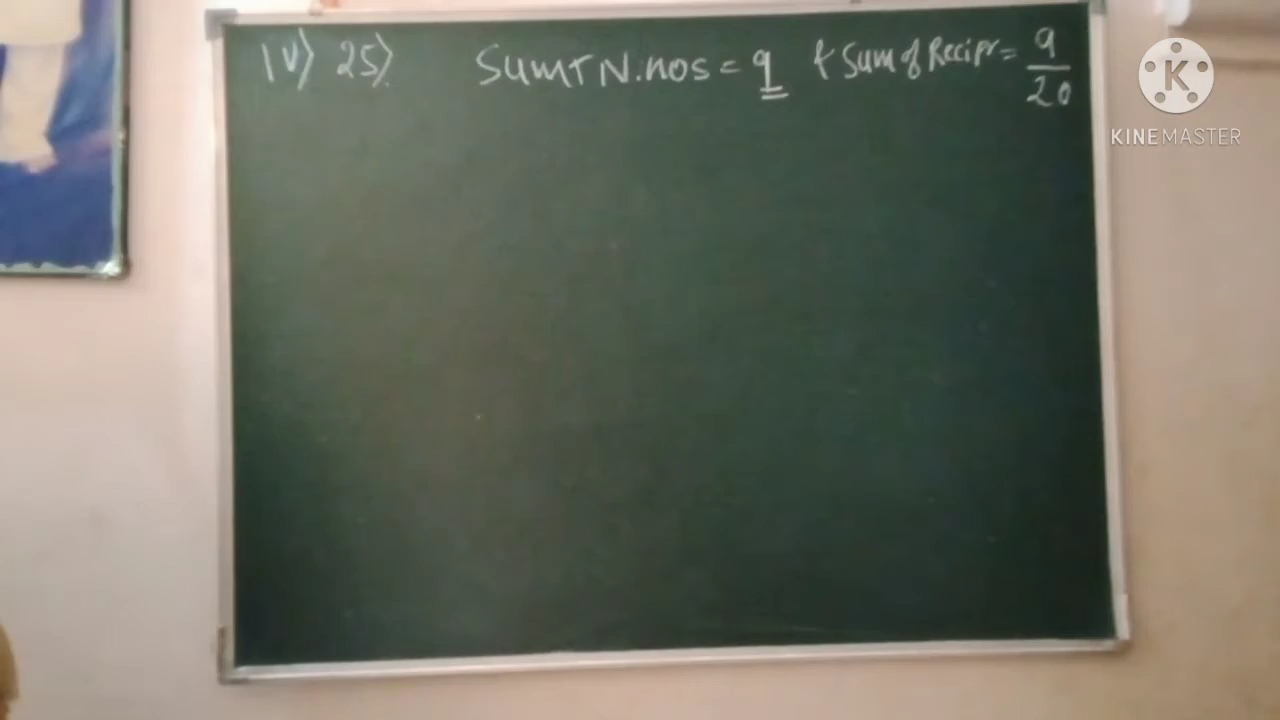 IV) 25) Sum T N.nos = 9 & Sum of Recipr = 9/20
K
KINEMASTER